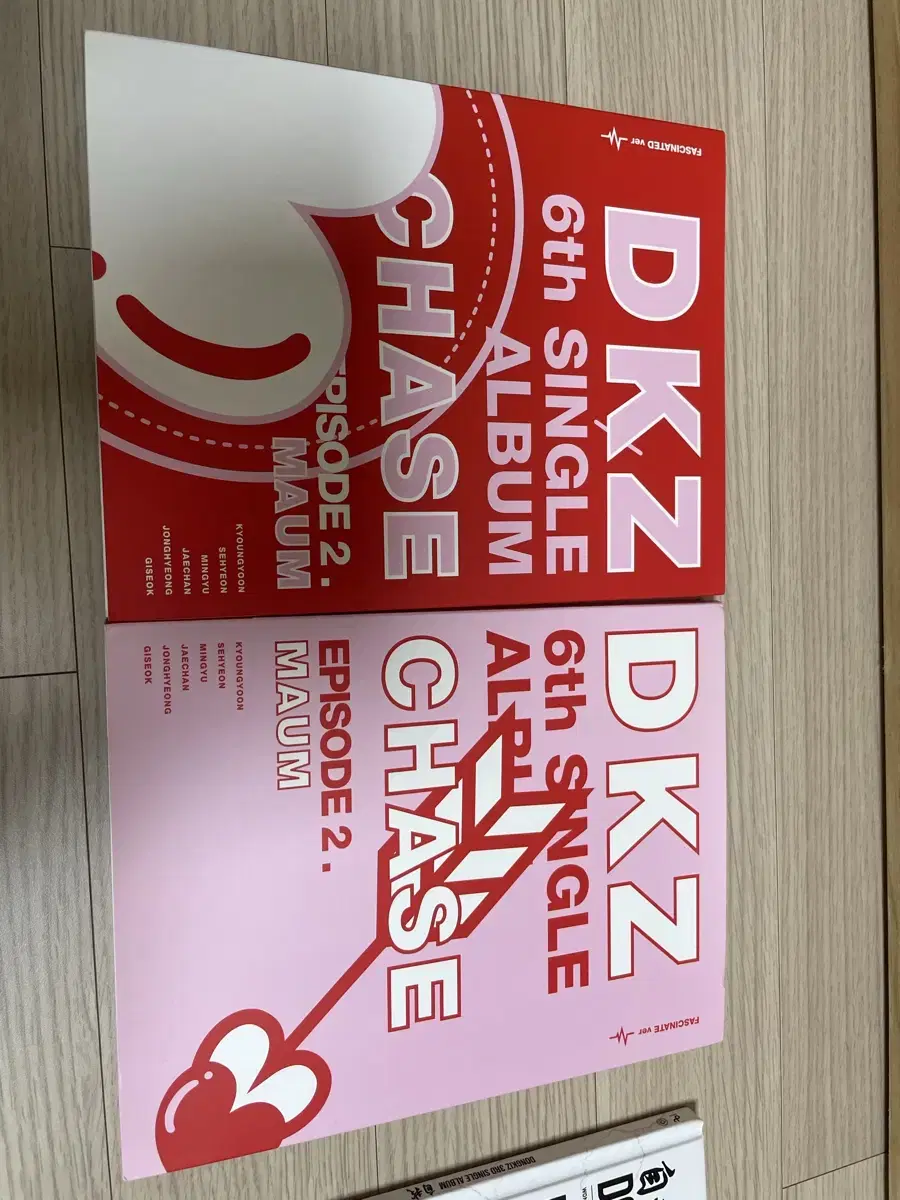 FASCINATED ver
DKZ
6th SINGLE
ALBUM
CHASE
EPISODE 2.
MAUM
KYOUNGYOON
SEHYEON
MINGYU
JAECHAN
JONGHYEONG
GISEOK
DKZ
6th SINGLE
CHASE
EPISODE 2.
MAUM
KYOUNGYOON
SEHYEON
MINGYU
JAECHAN
JONGHYEONG
GISEOK
FASCINATE ver
DONGKIZ 3RD SINGLE ALBUM